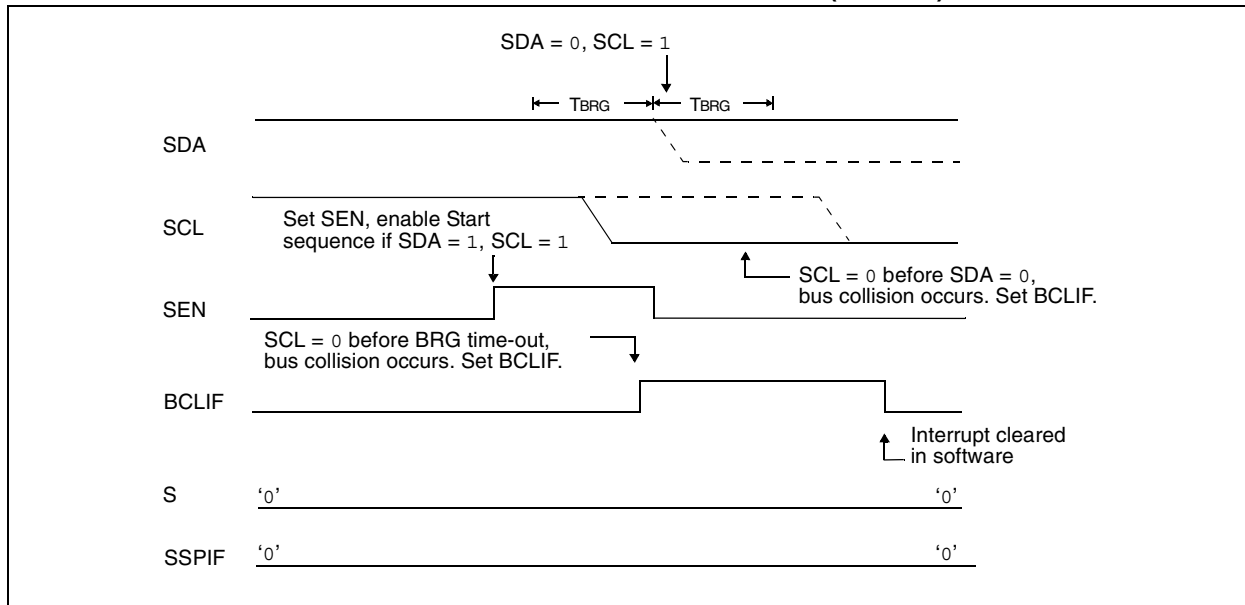 SDA = 0, SCL = 1
TBRG TBRG
SDA
SCL
Set SEN, enable Start
sequence if SDA = 1, SCL = 1
SCL = 0 before SDA = 0,
bus collision occurs. Set BCLIF.
SEN
SCL = 0 before BRG time-out,
bus collision occurs. Set BCLIF.
BCLIF
Interrupt cleared
in software
S ‘0’ ‘0’
SSPIF ‘0’ ‘0’